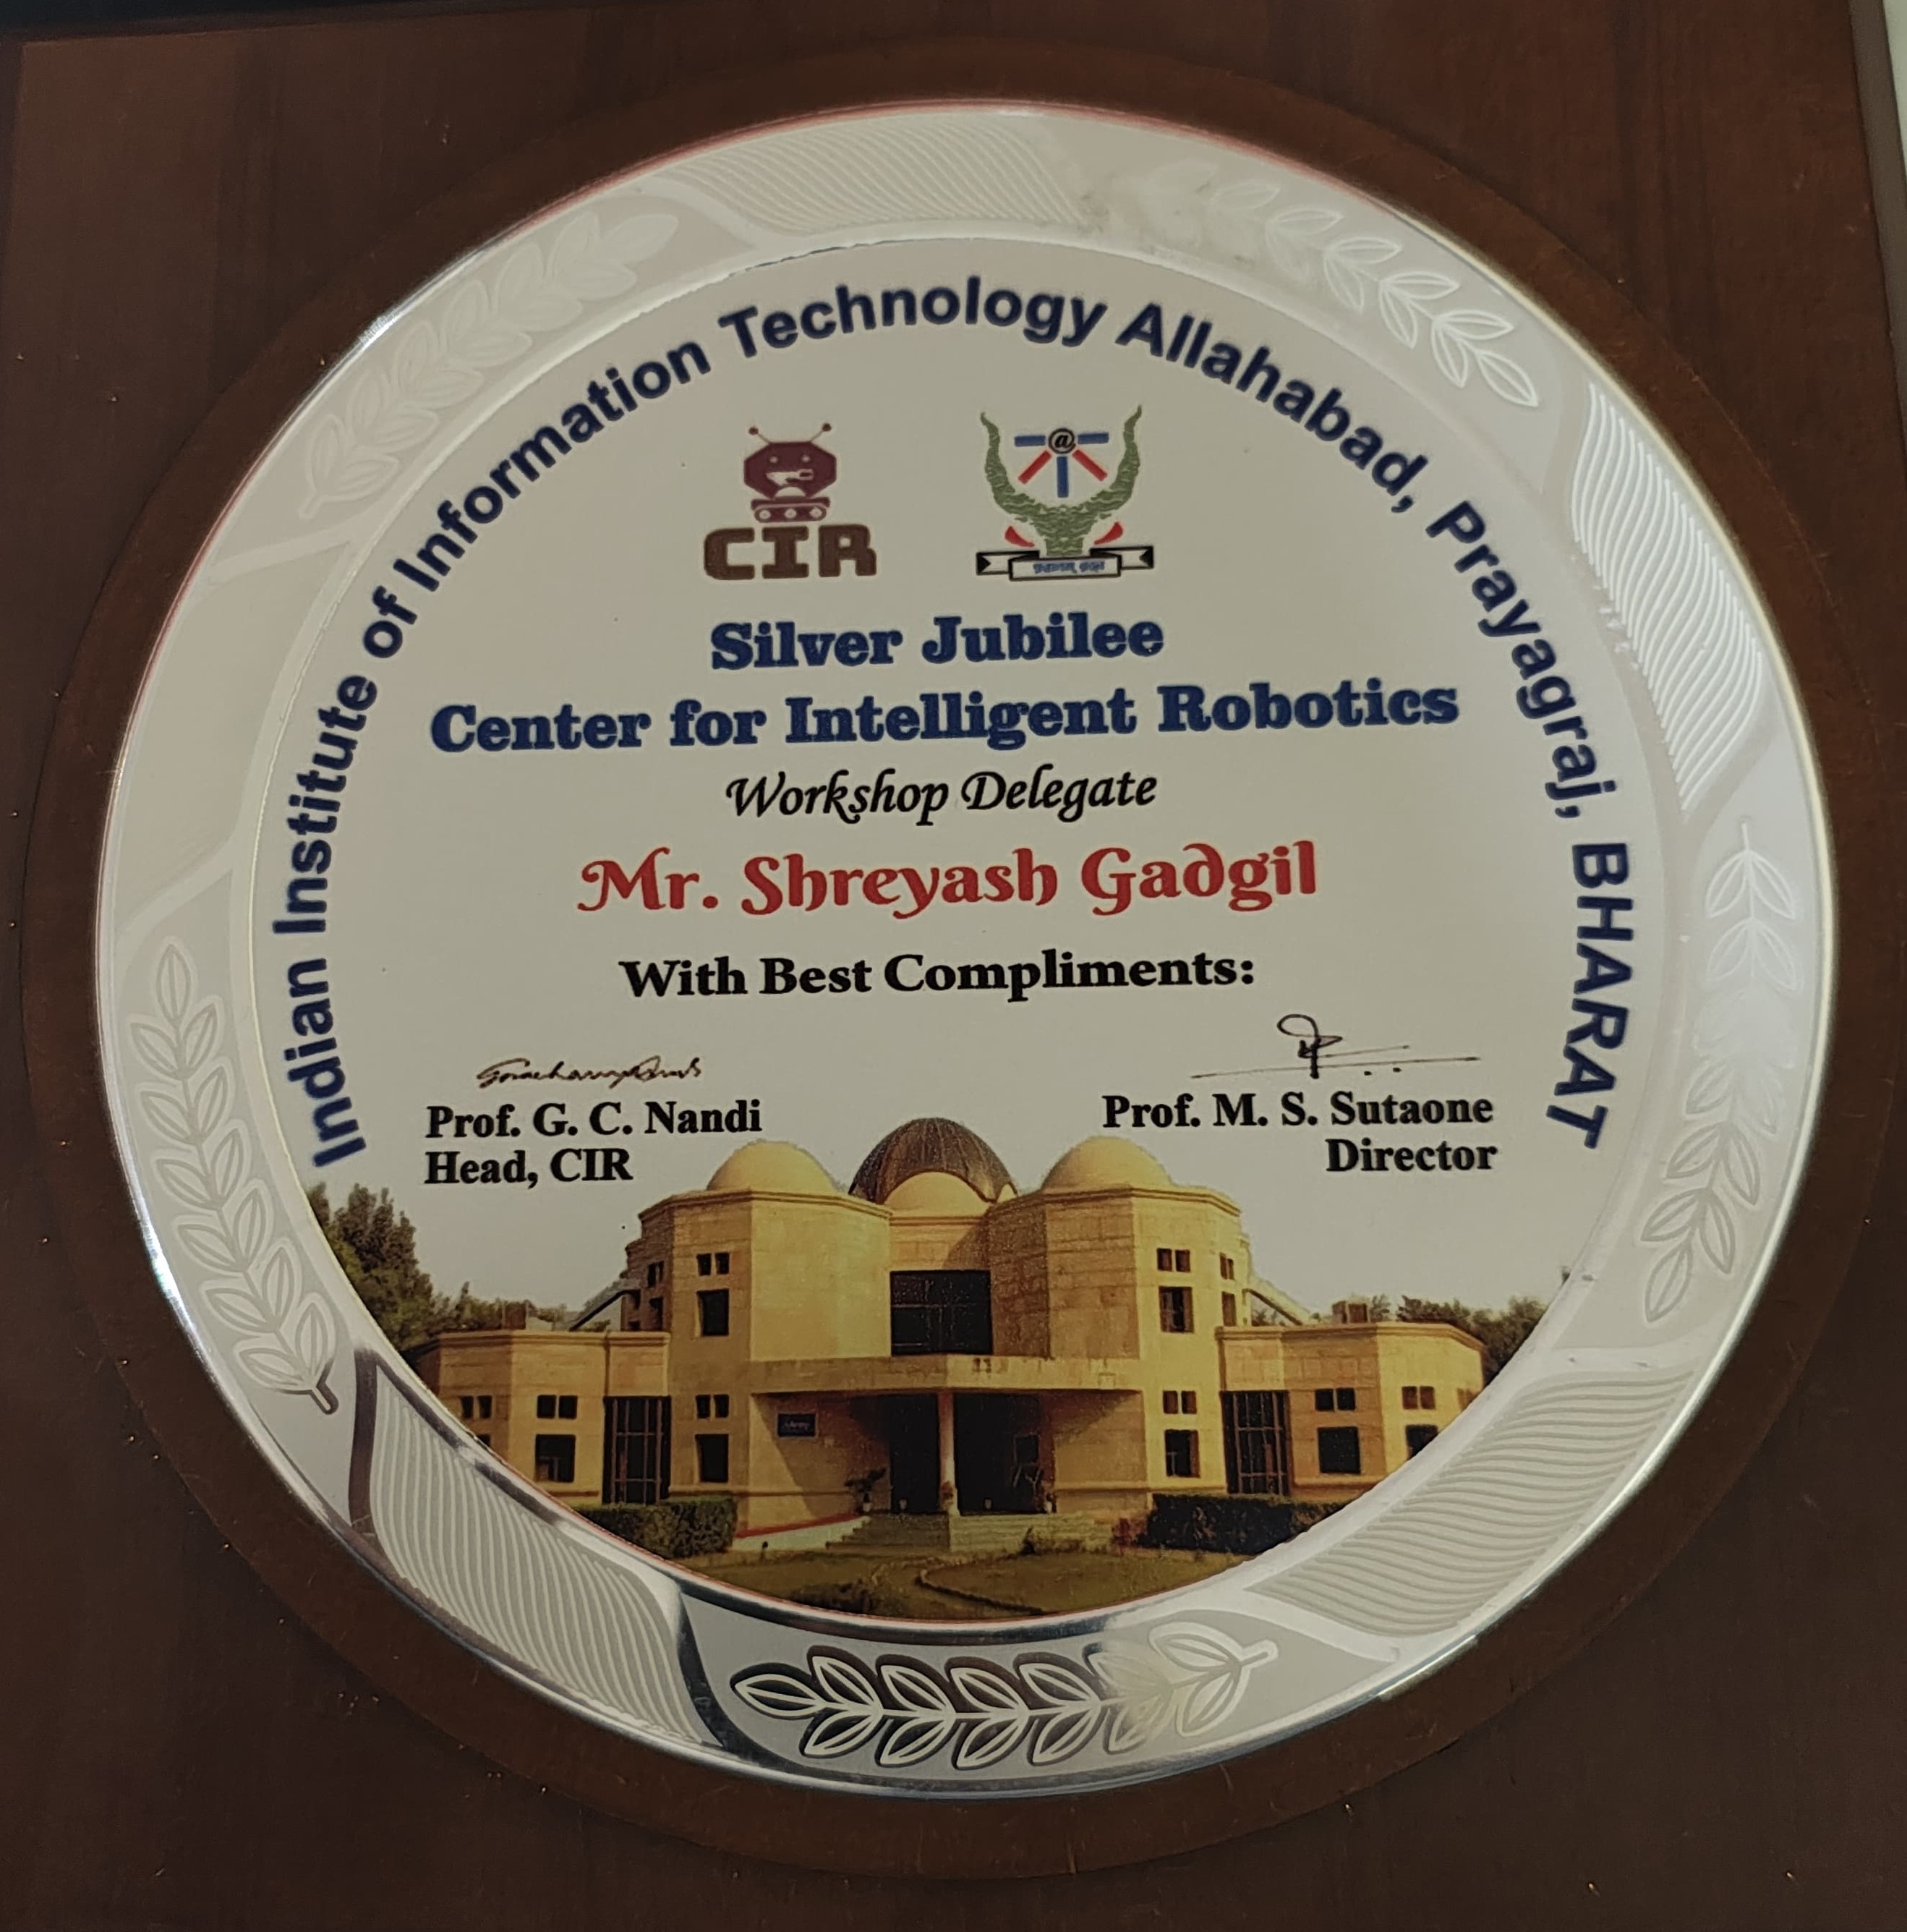 Indian Institute of Information Technology Allahabad, Prayagraj, BHARAT
CIR
@
Silver Jubilee
Center for Intelligent Robotics
Workshop Delegate
Mr. Shreyash Gadgil
With Best Compliments:
Prof. G. C. Nandi
Head, CIR
Prof. M. S. Sutaone
Director